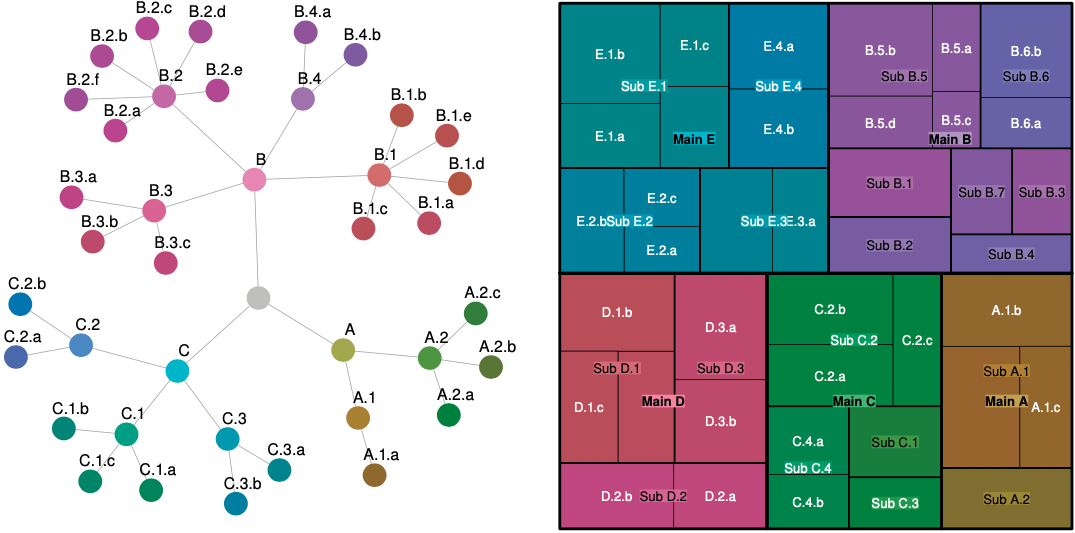 B.2.c
B.2.d
B.2.b
B.2
B.2.f
B.2.e
B.2.a
B.4.a
B.4.b
B.4
B.1.b
B.1.e
B.1
B.1.d
B.1.c
B.1.a
B
B.3.a
B.3
B.3.b
B.3.c
C.2.b
C.2
C.2.a
C
C.1.b
C.1
C.1.c
C.1.a
C.3
C.3.a
C.3.b
A
A.2.c
A.2
A.2.b
A.2.a
A.1
A.1.a
E.1.b
E.1.c
Sub E.1
E.1.a
Main E
E.4.a
Sub E.4
E.4.b
E.2.b
Sub E.2
E.2.c
E.2.a
Sub E.3
E.3.a
B.5.b
B.5.a
Sub B.5
B.5.d
B.5.c
Main B
B.6.b
Sub B.6
B.6.a
Sub B.1
Sub B.7
Sub B.3
Sub B.2
Sub B.4
D.1.b
D.3.a
Sub D.1
Sub D.3
D.1.c
Main D
D.3.b
D.2.b
Sub D.2
D.2.a
C.2.b
Sub C.2
C.2.c
C.2.a
Main C
C.4.a
Sub C.4
C.4.b
Sub C.1
Sub C.3
A.1.b
Sub A.1
Main A
A.1.c
Sub A.2